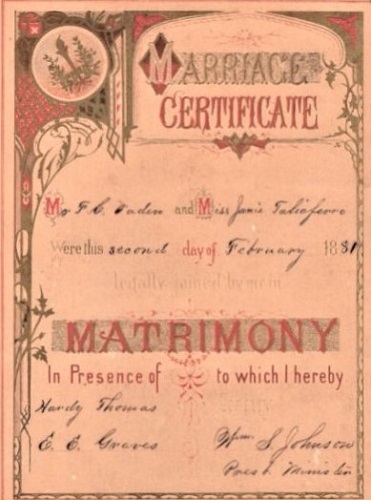 MARRIAGE
CERTIFICATE
Mr F. C. Vaden and Miss Janie Taliaferro
Were this second day of February 1881
legally joined by me in
MATRIMONY
In Presence of to which I hereby
Hardy Thomas
E. C. Graves Wm S. Johnson
Pres. Minister